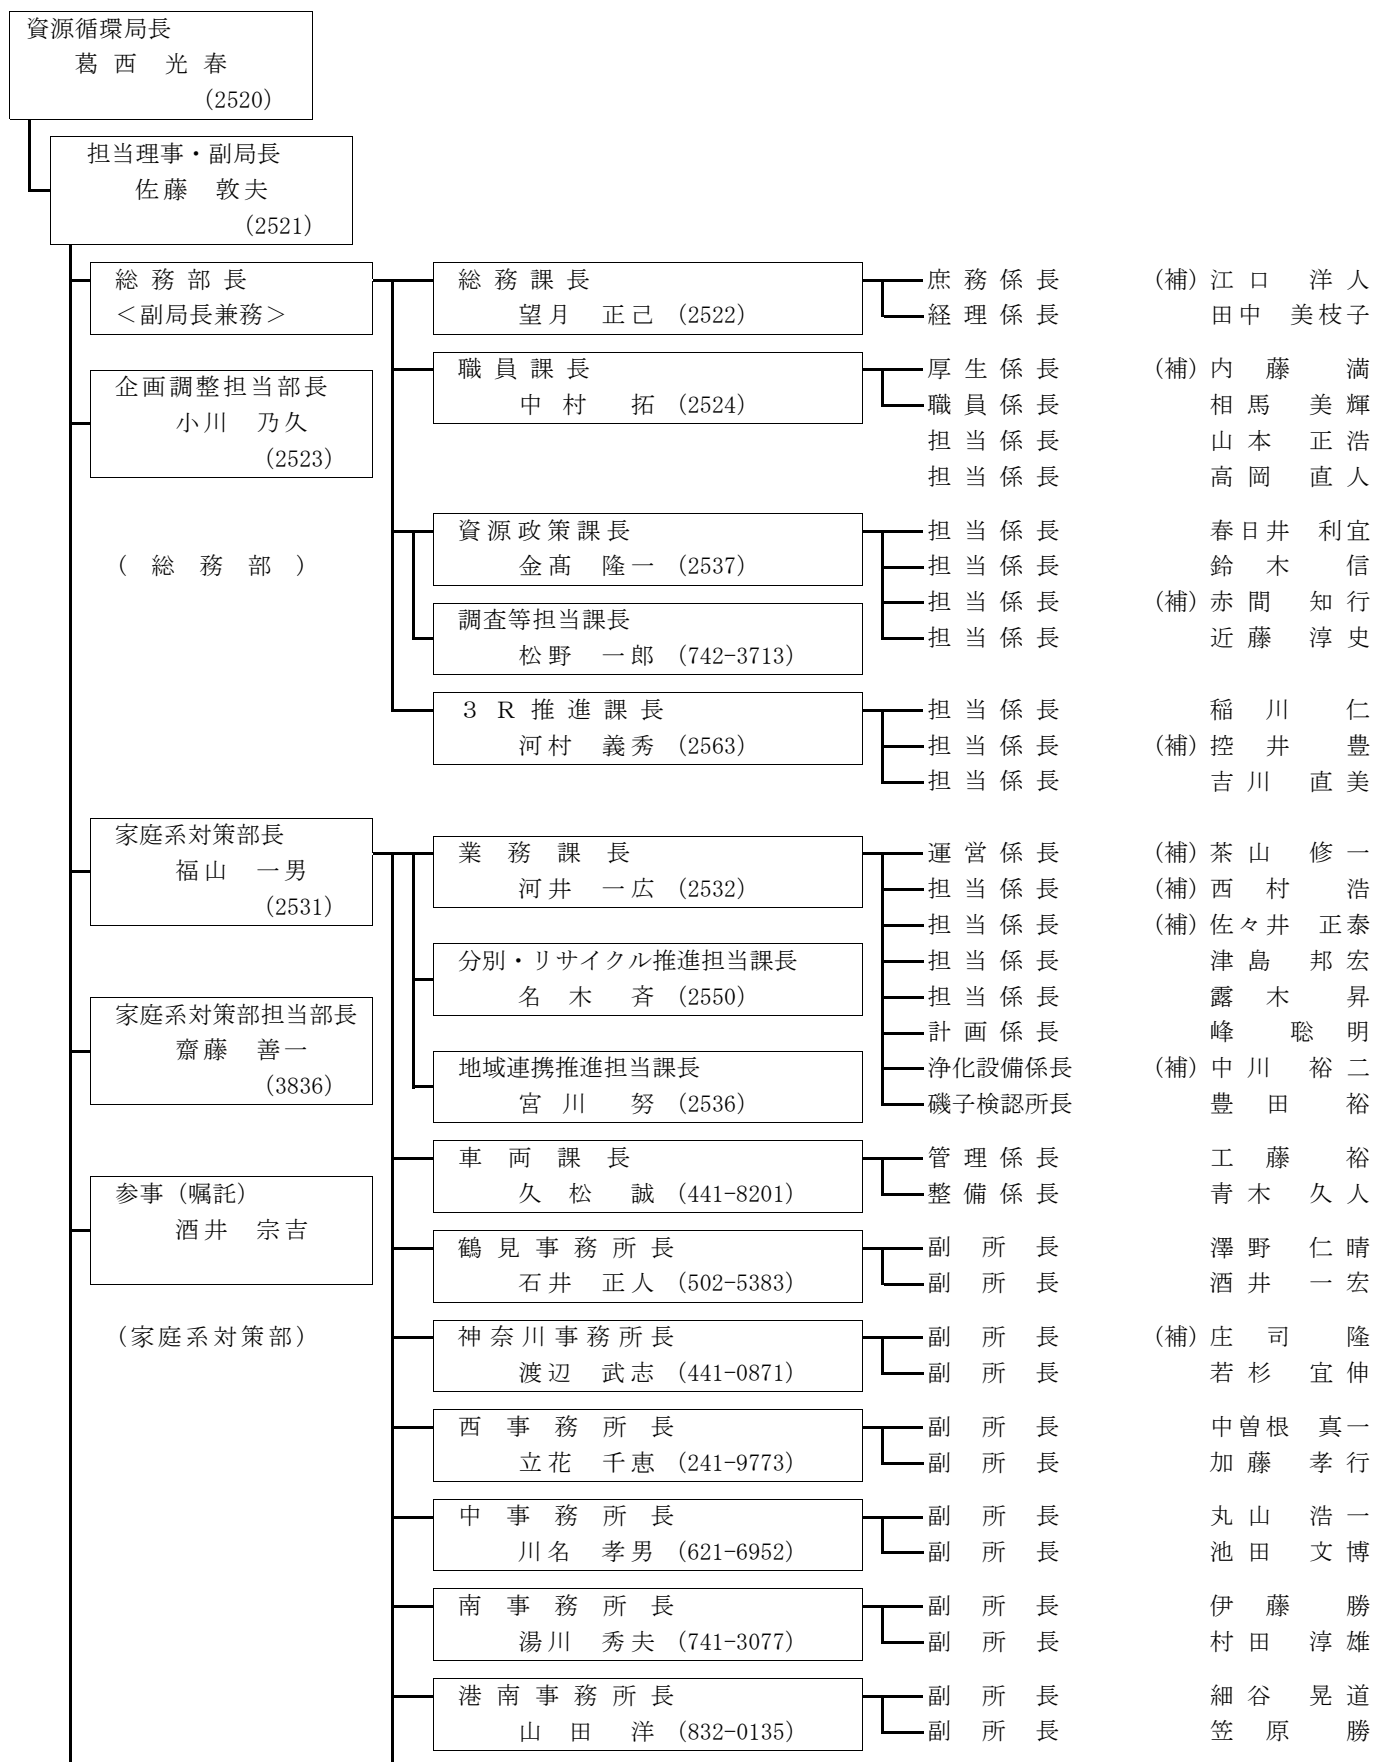 資源循環局長
葛西 光春
(2520)
担当理事・副局長
佐藤 敦夫
(2521)
総務部長
＜副局長兼務＞
総務課長
望月 正己 (2522)
庶務係長 (補) 江口 洋人
経理係長 田中 美枝子
企画調整担当部長
小川 乃久
(2523)
職員課長
中村 拓 (2524)
厚生係長 (補) 内藤 満
職員係長 相馬 美輝
担当係長 山本 正浩
担当係長 高岡 直人
(総務部)
資源政策課長
金髙 隆一 (2537)
調査等担当課長
松野 一郎 (742-3713)
担当係長 春日井 利宜
担当係長 鈴木 信
担当係長 (補) 赤間 知行
担当係長 近藤 淳史
３Ｒ推進課長
河村 義秀 (2563)
担当係長 稲川 仁
担当係長 (補) 控井 豊
担当係長 吉川 直美
家庭系対策部長
福山 一男
(2531)
業務課長
河井 一広 (2532)
分別・リサイクル推進担当課長
名木 斉 (2550)
地域連携推進担当課長
宮川 努 (2536)
運営係長 (補) 茶山 修一
担当係長 (補) 西村 浩
担当係長 (補) 佐々井 正泰
担当係長 津島 邦宏
担当係長 露木 昇
計画係長 峰 聡明
浄化設備係長 (補) 中川 裕二
磯子検認所長 豊田 裕
家庭系対策部担当部長
齋藤 善一
(3836)
参事（嘱託）
酒井 宗吉
(家庭系対策部)
車両課長
久松 誠 (441-8201)
管理係長 工藤 裕
整備係長 青木 久人
鶴見事務所長
石井 正人 (502-5383)
副所長 澤野 仁晴
副所長 酒井 一宏
神奈川事務所長
渡辺 武志 (441-0871)
副所長 (補) 庄司 隆
副所長 若杉 宜伸
西事務所長
立花 千恵 (241-9773)
副所長 中曽根 真一
副所長 加藤 孝行
中事務所長
川名 孝男 (621-6952)
副所長 丸山 浩一
副所長 池田 文博
南事務所長
湯川 秀夫 (741-3077)
副所長 伊藤 勝
副所長 村田 淳雄
港南事務所長
山田 洋 (832-0135)
副所長 細谷 晃道
副所長 笠原 勝